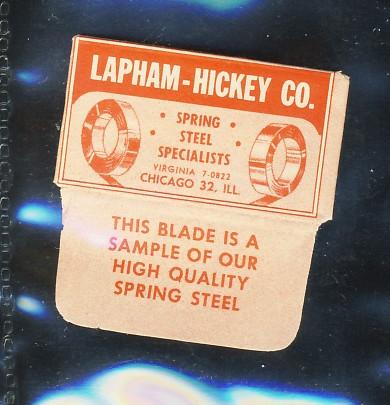 LAPHAM-HICKEY CO.
• SPRING •
• STEEL •
SPECIALISTS
VIRGINIA 7-0822
CHICAGO 32, ILL.
THIS BLADE IS A
SAMPLE OF OUR
HIGH QUALITY
SPRING STEEL